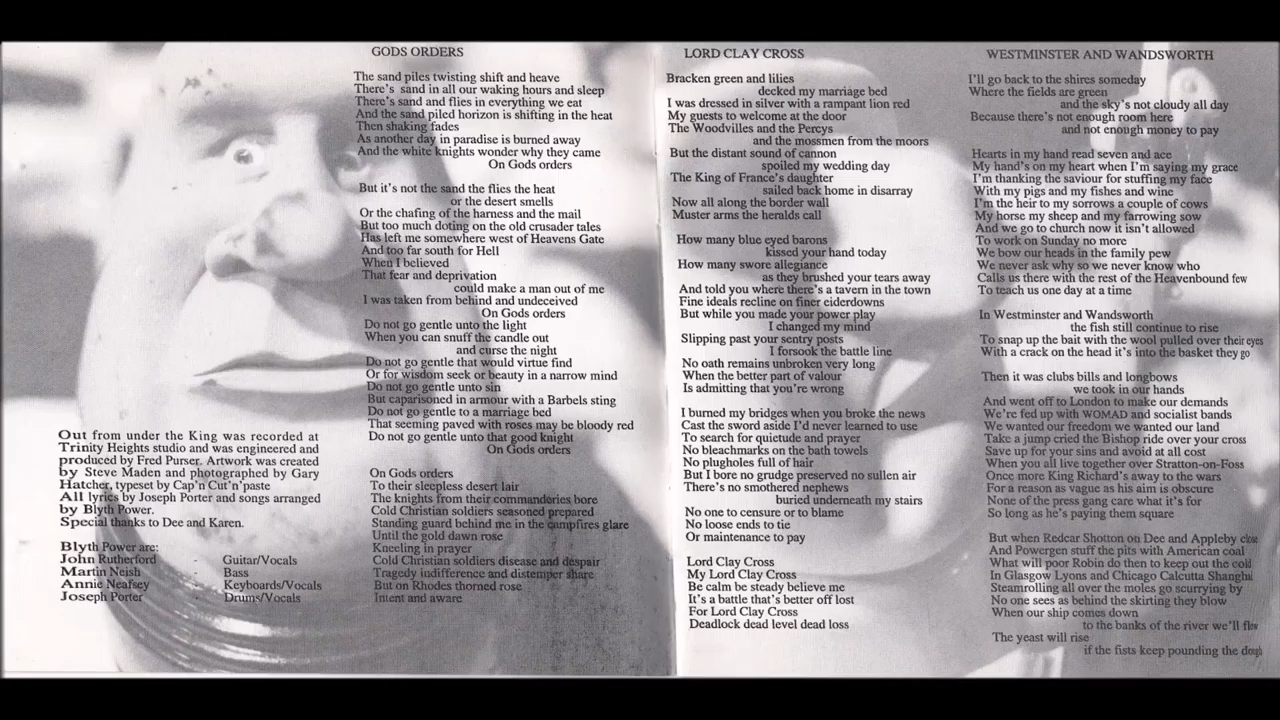 GODS ORDERS
The sand piles twisting shift and heave
There's sand in all our waking hours and sleep
There's sand and flies in everything we eat
And the sand piled horizon is shifting in the heat
Then shaking fades
As another day in paradise is burned away
And the white knights wonder why they came
On Gods orders
But it's not the sand the flies the heat
or the desert smells
Or the chafing of the harness and the mail
But too much doting on the old crusader tales
Has left me somewhere west of Heavens Gate
And too far south for Hell
When I believed
That fear and deprivation
could make a man out of me
I was taken from behind and undeceived
On Gods orders
Do not go gentle unto the light
When you can snuff the candle out
and curse the night
Do not go gentle that would virtue find
Or for wisdom seek or beauty in a narrow mind
Do not go gentle unto sin
But caparisoned in armour with a Barbels sting
Do not go gentle to a marriage bed
That seeming paved with roses may be bloody red
Do not go gentle unto that good knight
On Gods orders
On Gods orders
To their sleepless desert lair
The knights from their commanderies bore
Cold Christian soldiers seasoned prepared
Standing guard behind me in the campfires glare
Until the gold dawn rose
Kneeling in prayer
Cold Christian soldiers disease and despair
Tragedy indifference and distemper share
But on Rhodes thorned rose
Intent and aware
Out from under the King was recorded at
Trinity Heights studio and was engineered and
produced by Fred Purser. Artwork was created
by Steve Maden and photographed by Gary
Hatcher, typeset by Cap'n Cut'n'paste
All lyrics by Joseph Porter and songs arranged
by Blyth Power.
Special thanks to Dee and Karen.
Blyth Power are:
John Rutherford - Guitar/Vocals
Martin Neish - Bass
Annie Neafsey - Keyboards/Vocals
Joseph Porter - Drums/Vocals
LORD CLAY CROSS
Bracken green and lilies
decked my marriage bed
I was dressed in silver with a rampant lion red
My guests to welcome at the door
The Woodvilles and the Percys
and the mossmen from the moors
But the distant sound of cannon
spoiled my wedding day
The King of France's daughter
sailed back home in disarray
Now all along the border wall
Muster arms the heralds call
How many blue eyed barons
kissed your hand today
How many swore allegiance
as they brushed your tears away
And told you where there's a tavern in the town
Fine ideals recline on finer eiderdowns
But while you made your power play
I changed my mind
Slipping past your sentry posts
I forsook the battle line
No oath remains unbroken very long
When the better part of valour
Is admitting that you're wrong
I burned my bridges when you broke the news
Cast the sword aside I'd never learned to use
To search for quietude and prayer
No bleachmarks on the bath towels
No plugholes full of hair
But I bore no grudge preserved no sullen air
There's no smothered nephews
buried underneath my stairs
No one to censure or to blame
No loose ends to tie
Or maintenance to pay
Lord Clay Cross
My Lord Clay Cross
Be calm be steady believe me
It's a battle that's better off lost
For Lord Clay Cross
Deadlock dead level dead loss
WESTMINSTER AND WANDSWORTH
I'll go back to the shires someday
Where the fields are green
and the sky's not cloudy all day
Because there's not enough room here
and not enough money to pay
Hearts in my hand read seven and ace
My hand's on my heart when I'm saying my grace
I'm thanking the saviour for stuffing my face
With my pigs and my fishes and wine
I'm the heir to my sorrows a couple of cows
My horse my sheep and my farrowing sow
And we go to church now it isn't allowed
To work on Sunday no more
We bow our heads in the family pew
We never ask why so we never know who
Calls us there with the rest of the Heavenbound few
To teach us one day at a time
In Westminster and Wandsworth
the fish still continue to rise
To snap up the bait with the wool pulled over their eyes
With a crack on the head it's into the basket they go
Then it was clubs bills and longbows
we took in our hands
And went off to London to make our demands
We're fed up with WOMAD and socialist bands
We wanted our freedom we wanted our land
Take a jump cried the Bishop ride over your cross
Save up for your sins and avoid at all cost
When you all live together over Stratton-on-Foss
Once more King Richard's away to the wars
For a reason as vague as his aim is obscure
None of the press gang care what it's for
So long as he's paying them square
But when Redcar Shotton on Dee and Appleby close
And Powergen stuff the pits with American coal
What will poor Robin do then to keep out the cold
In Glasgow Lyons and Chicago Calcutta Shanghai
Steamrolling all over the moles go scurrying by
No one sees as behind the skirting they blow
When our ship comes down
to the banks of the river we'll flow
The yeast will rise
if the fists keep pounding the dough